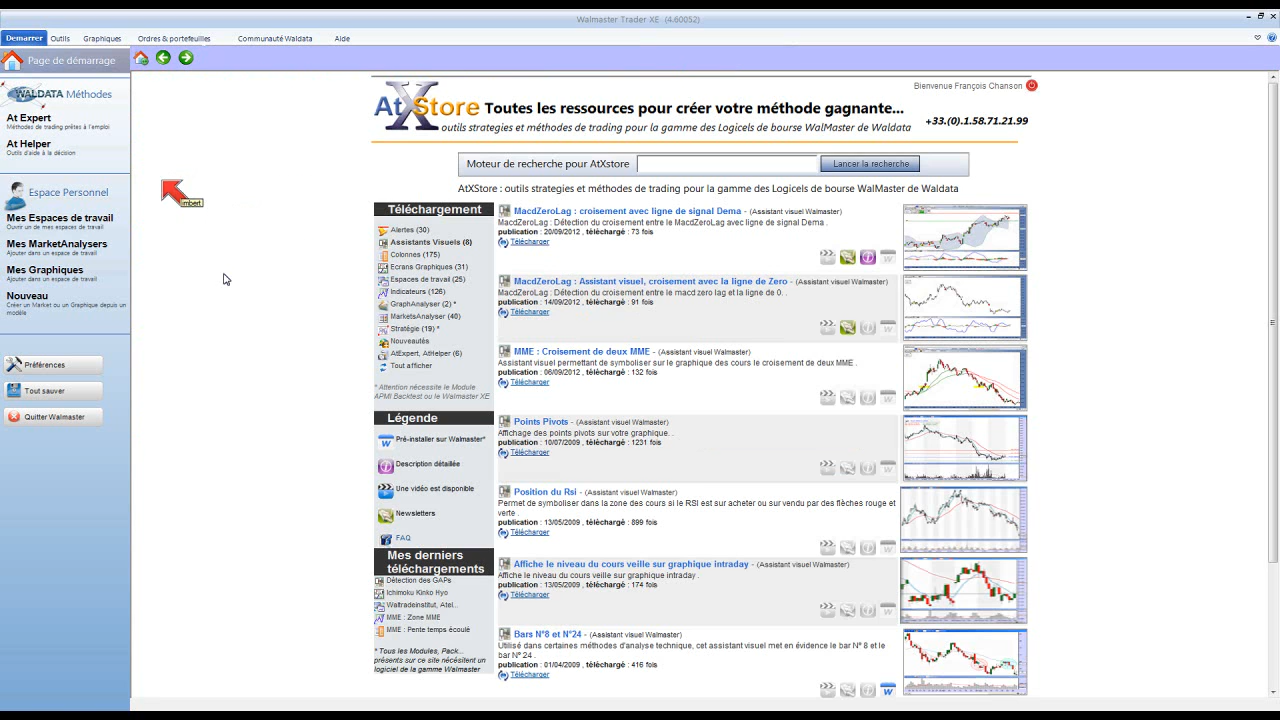 Walmaster Trader XE (4.60052)
Demarrer Outils Graphiques Ordres & portefeuilles Communauté Waldata Aide
Page de démarrage
WALDATA Méthodes
At Expert
Méthodes de trading prêtes à l'emploi
At Helper
Outils d'aide à la décision
Espace Personnel
Mes Espaces de travail
Ouvrir un de mes espaces de travail
Mes MarketAnalysers
Ajouter dans un espace de travail
Mes Graphiques
Ajouter dans un espace de travail
Nouveau
Créer un Market ou un Graphique depuis un
modèle
Préférences
Tout sauver
Quitter Walmaster
Bienvenue François Chanson
AtXStore Toutes les ressources pour créer votre méthode gagnante...
outils strategies et méthodes de trading pour la gamme des Logiciels de bourse WalMaster de Waldata
+33.(0).1.58.71.21.99
Moteur de recherche pour AtXstore Lancer la recherche
AtXStore : outils strategies et méthodes de trading pour la gamme des Logiciels de bourse WalMaster de Waldata
Téléchargement
Alertes (30)
Assistants Visuels (8)
Colonnes (175)
Ecrans Graphiques (31)
Espaces de travail (25)
Indicateurs (126)
GraphAnalyser (2) *
MarketsAnalyser (40)
Stratégie (19) *
Nouveautés
AtExpert, AtHelper (6)
Tout afficher
* Attention nécessite le Module
APMI Backtest ou le Walmaster XE
Légende
Pré-installer sur Walmaster*
Description détaillée
Une vidéo est disponible
Newsletters
FAQ
Mes derniers
téléchargements
Détection des GAPs
Ichimoku Kinko Hyo
Waltradeinstitut, Atel...
MME : Zone MME
MME : Pente temps écoulé
* Tous les Modules, Pack...
présents sur ce site nécésitent un
logiciel de la gamme Walmaster
MacdZeroLag : croisement avec ligne de signal Dema - (Assistant visuel Walmaster)
MacdZeroLag : Détection du croisement entre le MacdZeroLag avec ligne de signal Dema .
publication : 20/09/2012 , téléchargé : 73 fois
Télécharger
MacdZeroLag : Assistant visuel, croisement avec la ligne de Zero - (Assistant visuel Walmaster)
MacdZeroLag : Détection du croisement entre le macd zero lag et la ligne de 0. .
publication : 14/09/2012 , téléchargé : 91 fois
Télécharger
MME : Croisement de deux MME - (Assistant visuel Walmaster)
Assistant visuel permettant de symboliser sur le graphique des cours le croisement de deux MME .
publication : 06/09/2012 , téléchargé : 132 fois
Télécharger
Points Pivots - (Assistant visuel Walmaster)
Affichage des points pivots sur votre graphique. .
publication : 10/07/2009 , téléchargé : 1231 fois
Télécharger
Position du Rsi - (Assistant visuel Walmaster)
Permet de symboliser dans la zone des cours si le RSI est sur acheter ou sur vendu par des flèches rouge et
verte .
publication : 13/05/2009 , téléchargé : 899 fois
Télécharger
Affiche le niveau du cours veille sur graphique intraday - (Assistant visuel Walmaster)
Affiche le niveau du cours veille sur graphique intraday .
publication : 13/05/2009 , téléchargé : 174 fois
Télécharger
Bars N°8 et N°24 - (Assistant visuel Walmaster)
Utilisé dans certaines méthodes d'analyse technique, cet assistant visuel met en évidence le bar N° 8 et le
bar N° 24 .
publication : 01/04/2009 , téléchargé : 416 fois
Télécharger